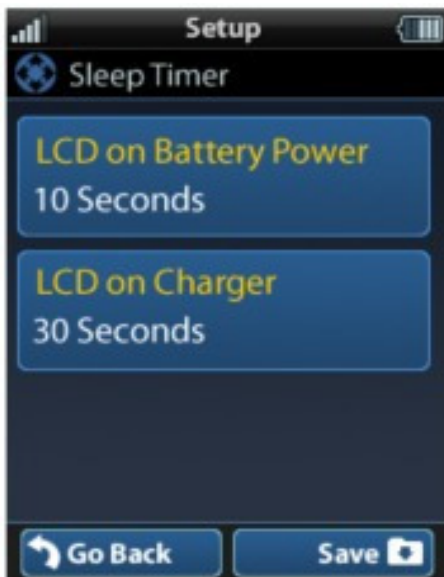 Setup
Sleep Timer
LCD on Battery Power
10 Seconds
LCD on Charger
30 Seconds
Go Back
Save